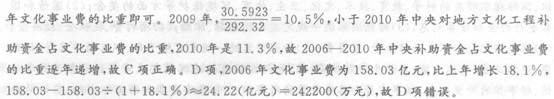 年文化事业费的比重即可。2009 年，30.5923/292.32＝10.5％，小于 2010 年中央对地方文化工程补
助资金占文化事业费的比重，2010 年是 11.3％，故 2006—2010 年中央补助资金占文化事业费
的比重逐年递增，故 C 项正确。D 项，2006 年文化事业费为 158.03 亿元，比上年增长 18.1％，
158.03－158.03÷(1＋18.1％)≈24.22(亿元)＝242200(万元)，故 D 项错误。